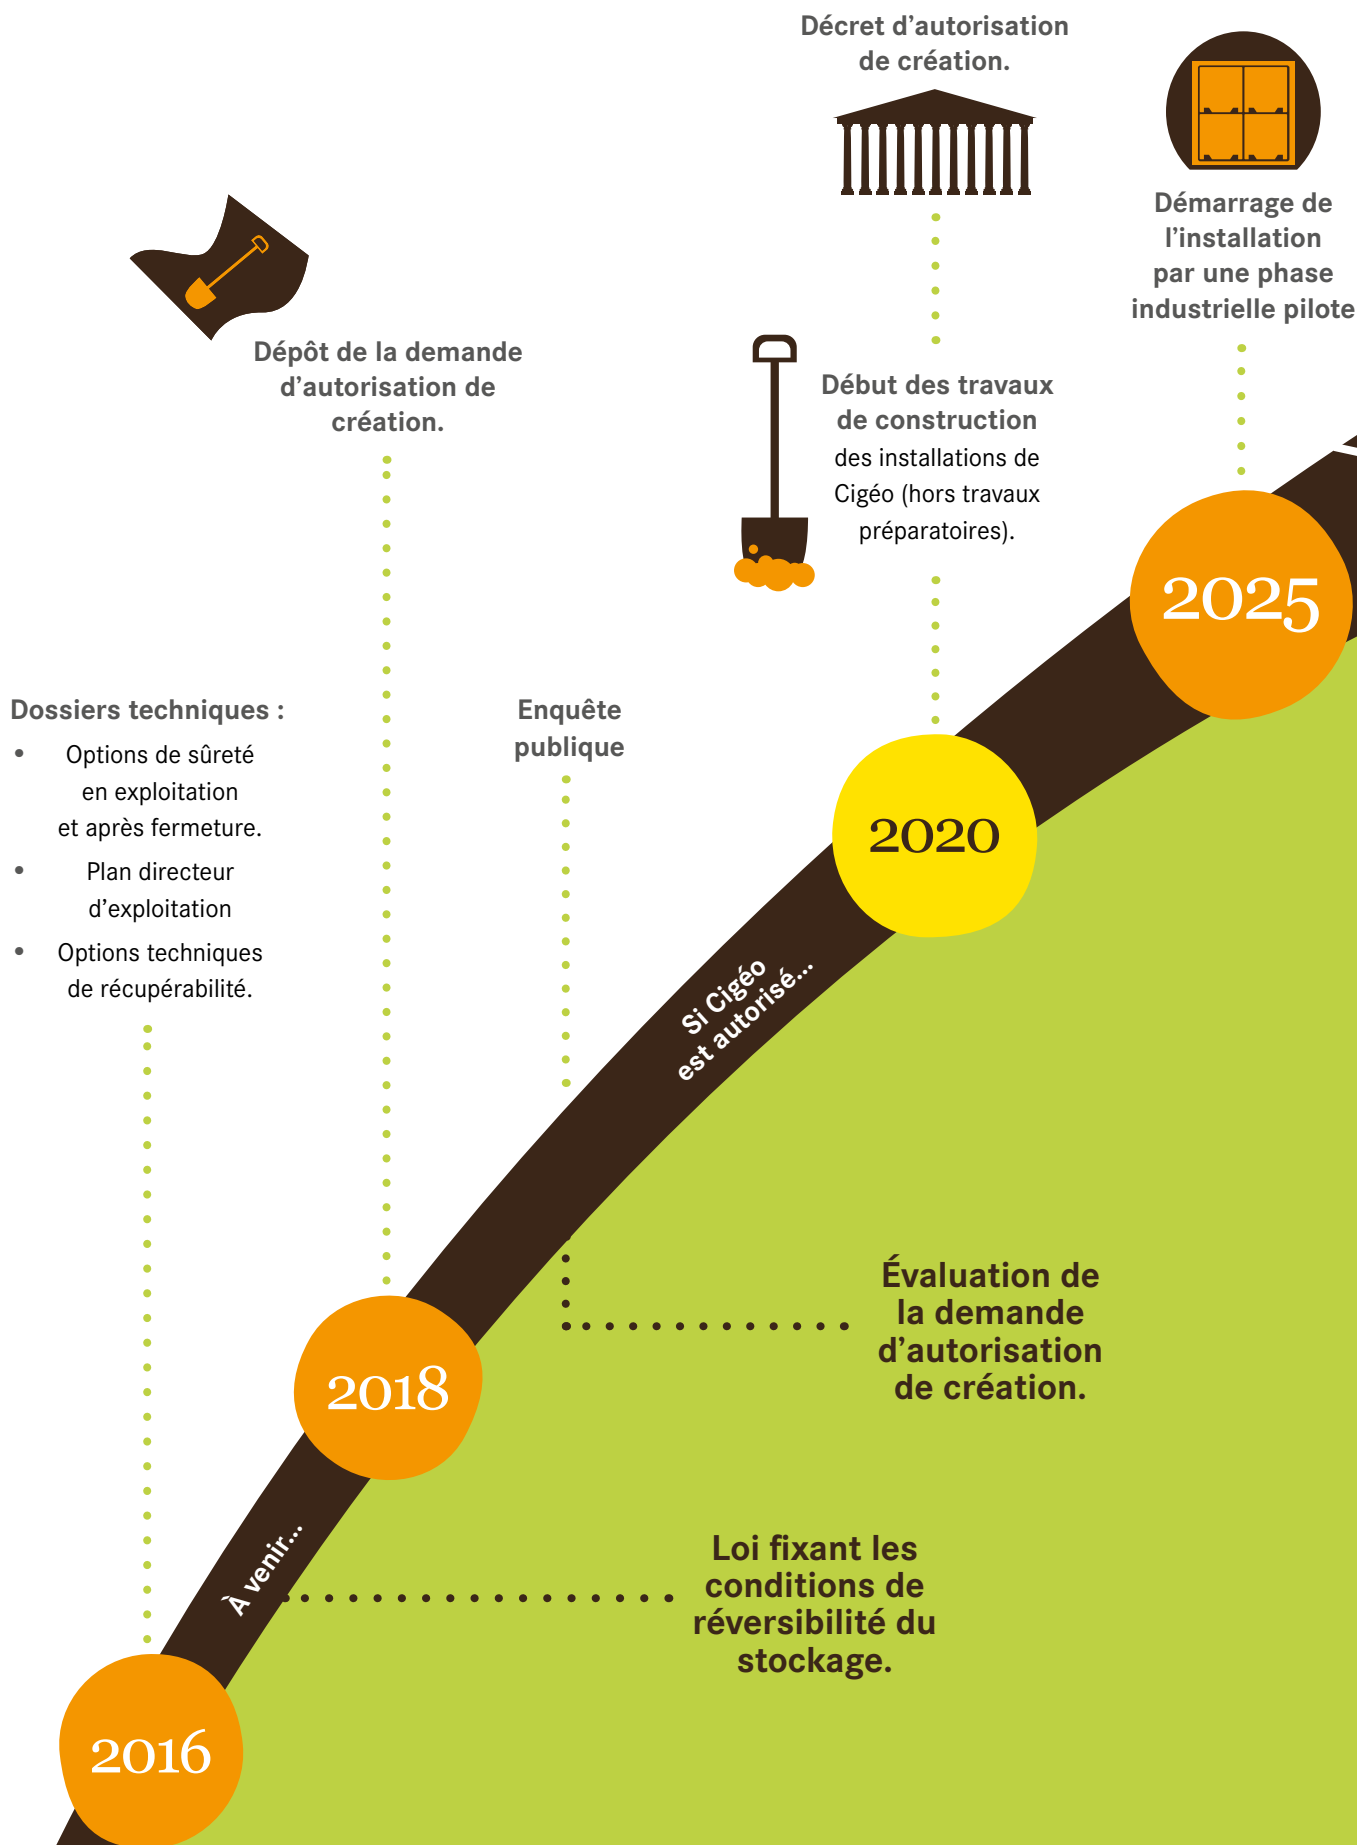 Décret d'autorisation
de création.
Démarrage de
l'installation
par une phase
industrielle pilote
Dépôt de la demande
d'autorisation de
création.
Début des travaux
de construction
des installations de
Cigéo (hors travaux
préparatoires).
2025
Dossiers techniques :
• Options de sûreté
en exploitation
et après fermeture.
• Plan directeur
d'exploitation
• Options techniques
de récupérabilité.
Enquête
publique
2020
Si Cigéo
est autorisé...
Évaluation de
la demande
d'autorisation
de création.
2018
À venir...
Loi fixant les
conditions de
réversibilité du
stockage.
2016